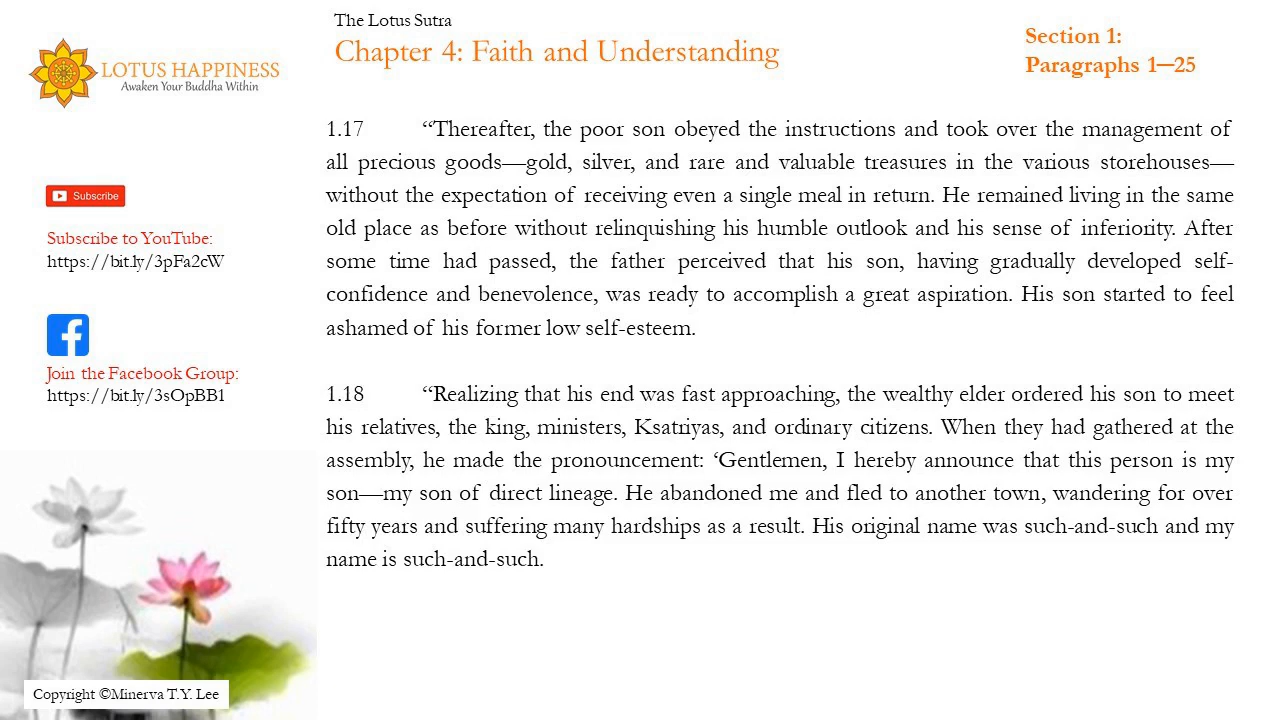 The Lotus Sutra
Chapter 4: Faith and Understanding
Section 1:
Paragraphs 1—25
LOTUS HAPPINESS
Awaken Your Buddha Within
Subscribe
Subscribe to YouTube:
https://bit.ly/3pFa2cW
Join the Facebook Group:
https://bit.ly/3sOpBB1
1.17 “Thereafter, the poor son obeyed the instructions and took over the management of
all precious goods—gold, silver, and rare and valuable treasures in the various storehouses—
without the expectation of receiving even a single meal in return. He remained living in the same
old place as before without relinquishing his humble outlook and his sense of inferiority. After
some time had passed, the father perceived that his son, having gradually developed self-
confidence and benevolence, was ready to accomplish a great aspiration. His son started to feel
ashamed of his former low self-esteem.
1.18 “Realizing that his end was fast approaching, the wealthy elder ordered his son to meet
his relatives, the king, ministers, Ksatriyas, and ordinary citizens. When they had gathered at the
assembly, he made the pronouncement: ‘Gentlemen, I hereby announce that this person is my
son—my son of direct lineage. He abandoned me and fled to another town, wandering for over
fifty years and suffering many hardships as a result. His original name was such-and-such and my
name is such-and-such.
Copyright ©Minerva T.Y. Lee